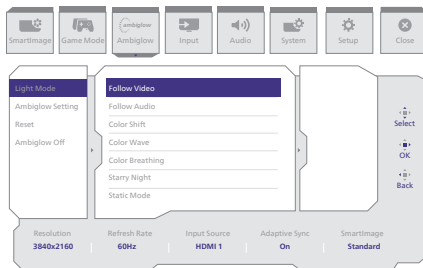 SmartImage Game Mode Ambiglow Input Audio System Setup Close
ambiglow
Light Mode
Ambiglow Setting
Reset
Ambiglow Off
Follow Video
Follow Audio
Color Shift
Color Wave
Color Breathing
Starry Night
Static Mode
Select
OK
Back
Resolution Refresh Rate Input Source Adaptive Sync SmartImage
3840x2160 60Hz HDMI 1 On Standard